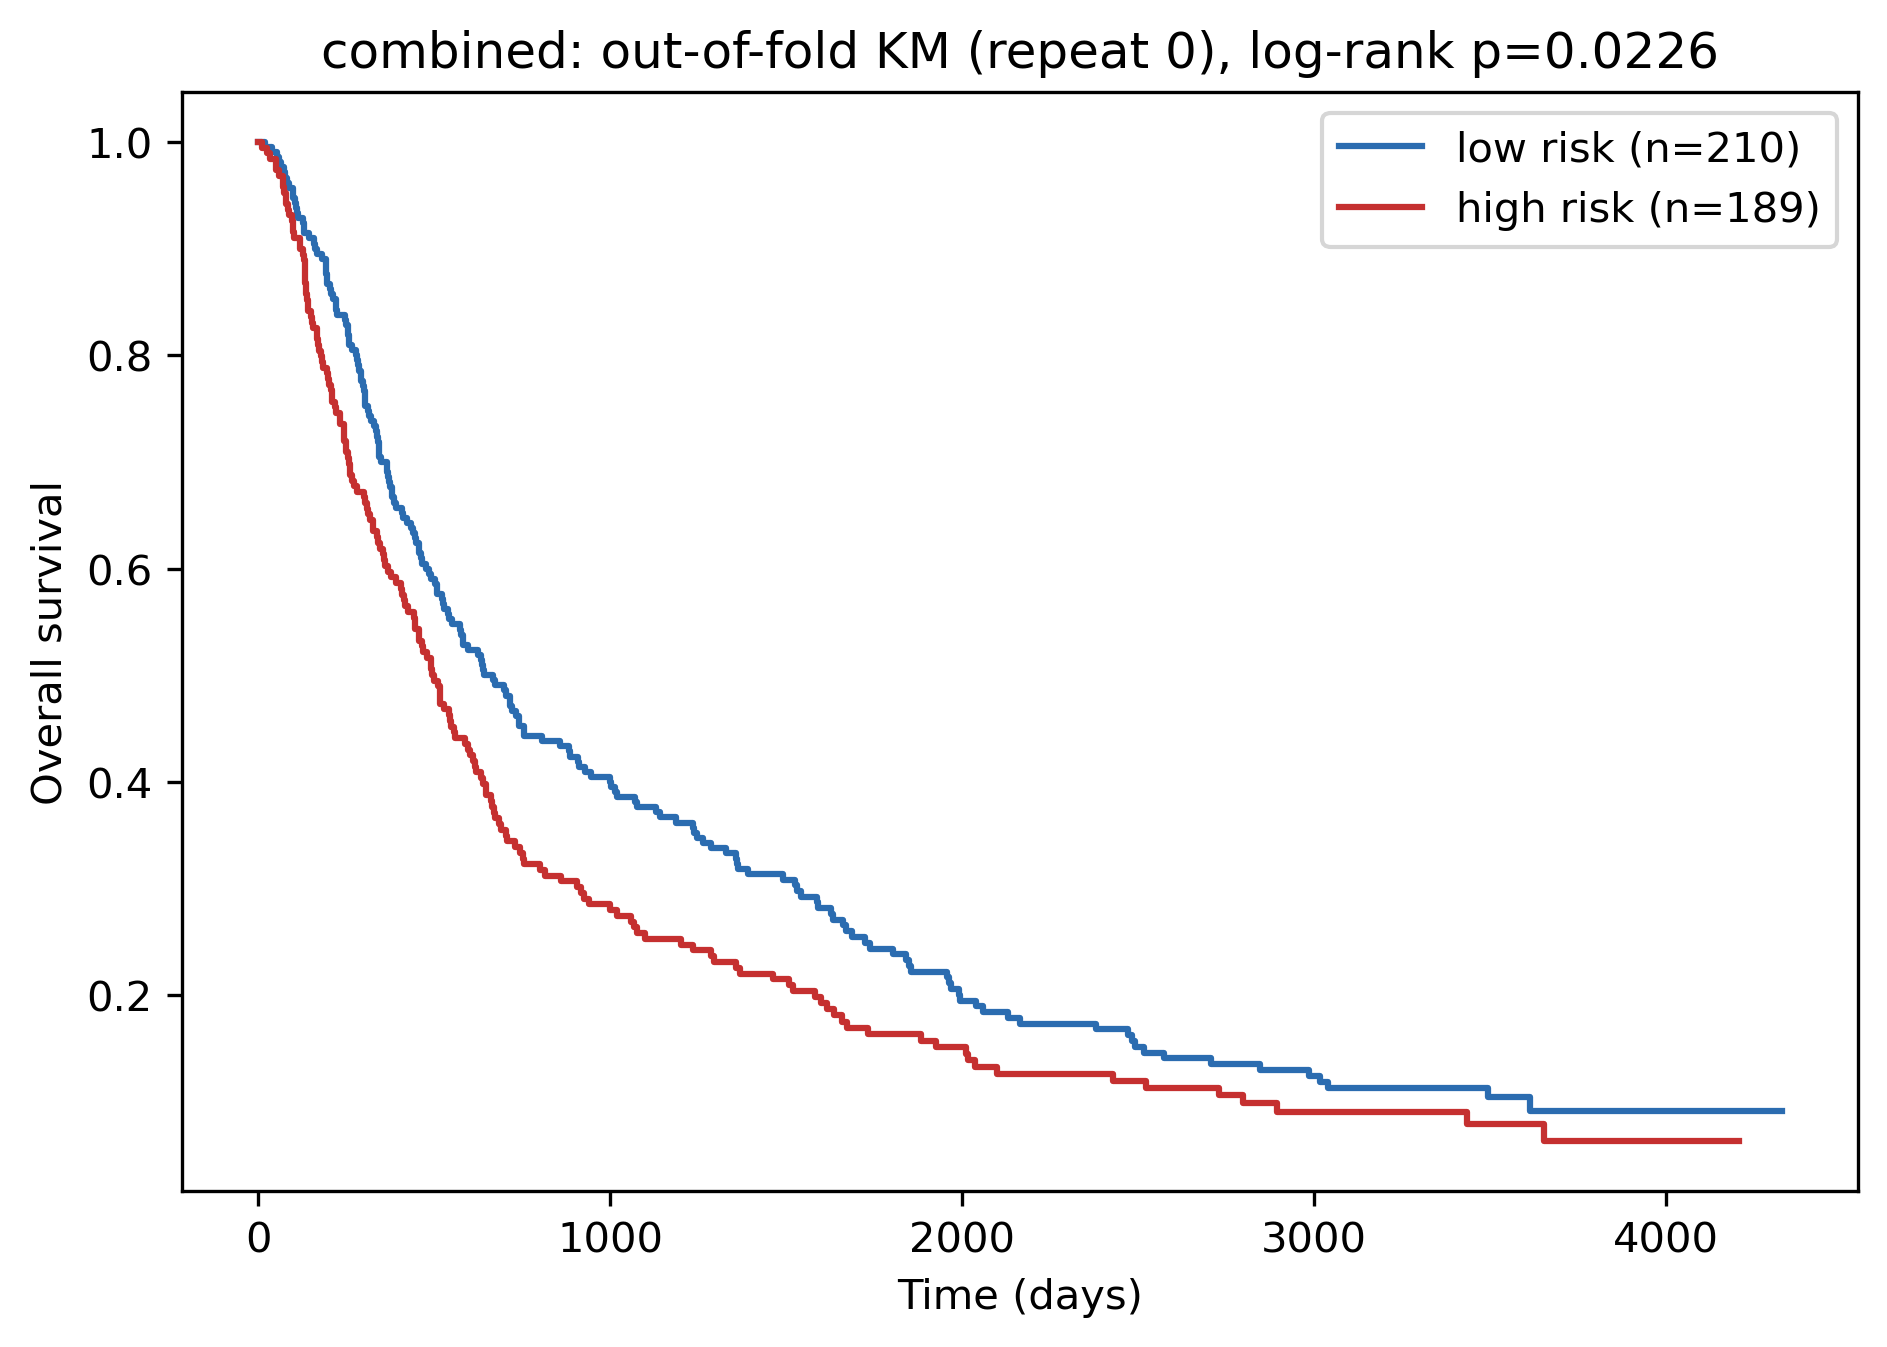 combined: out-of-fold KM (repeat 0), log-rank p=0.0226
low risk (n=210)
high risk (n=189)
1.0
0.8
0.6
0.4
0.2
Overall survival
0 1000 2000 3000 4000
Time (days)